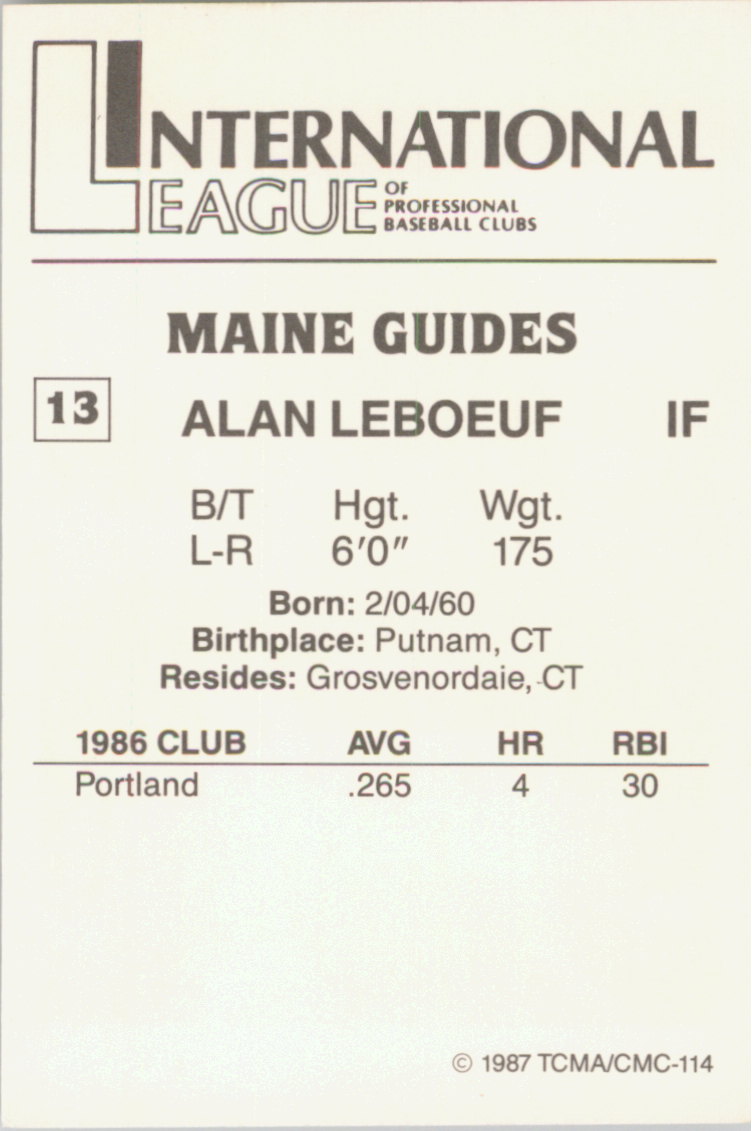 INTERNATIONAL
LEAGUE OF PROFESSIONAL BASEBALL CLUBS
MAINE GUIDES
13 ALAN LEBOEUF IF
B/T Hgt. Wgt.
L-R 6'0" 175
Born: 2/04/60
Birthplace: Putnam, CT
Resides: Grosvenordaie, CT
1986 CLUB AVG HR RBI
Portland .265 4 30
© 1987 TCMA/CMC-114